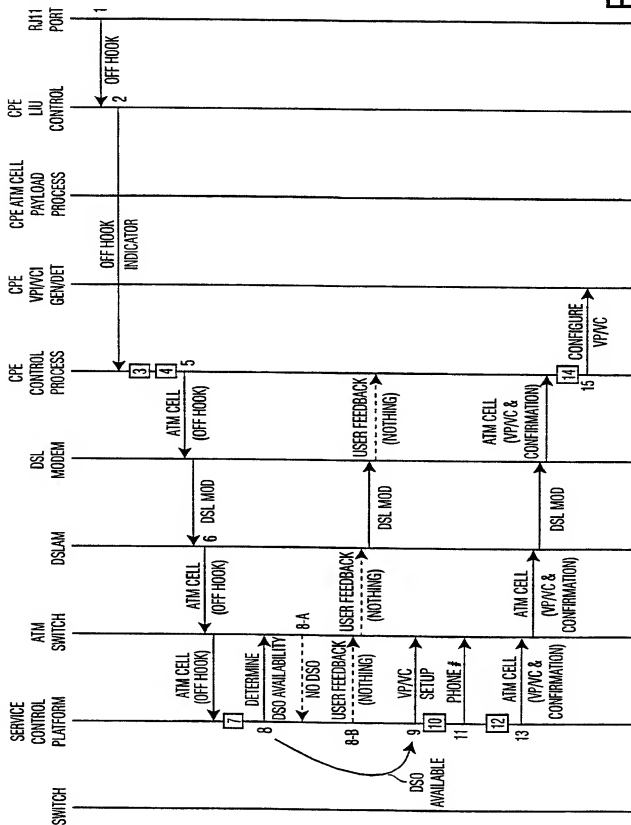 SWITCH
SERVICE
CONTROL
PLATFORM
ATM
SWITCH
DSLAM
DSL
MODEM
CPE
CONTROL
PROCESS
CPE
VPI/VCI
GEN/DET
CPE ATM CELL
PAYLOAD
PROCESS
CPE
LIU
CONTROL
RJ11
PORT
1
OFF HOOK
2
OFF HOOK
INDICATOR
3
4
5
ATM CELL
(OFF HOOK)
DSL MOD
6
ATM CELL
(OFF HOOK)
ATM CELL
(OFF HOOK)
7
8
DETERMINE
DSO AVAILABILITY
8-A
NO DSO
8-B
USER FEEDBACK
(NOTHING)
USER FEEDBACK
(NOTHING)
DSL MOD
USER FEEDBACK
(NOTHING)
DSO
AVAILABLE
9
VP/VC
SETUP
10
11
PHONE #
12
13
ATM CELL
(VP/VC &
CONFIRMATION)
ATM CELL
(VP/VC &
CONFIRMATION)
DSL MOD
ATM CELL
(VP/VC &
CONFIRMATION)
14
15
CONFIGURE
VP/VC